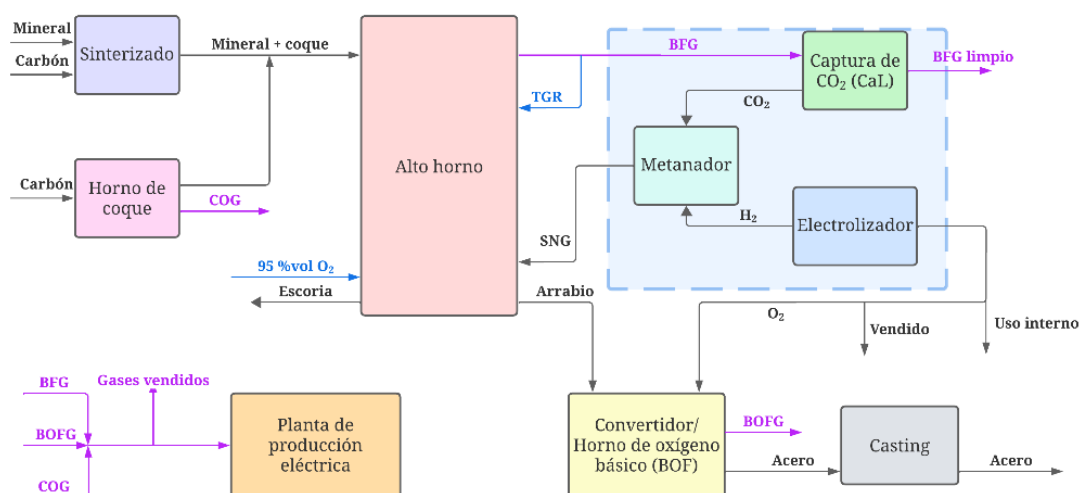 Mineral
Carbón
Sinterizado
Mineral + coque
BFG
Captura de
CO₂ (CaL)
BFG limpio
TGR
CO₂
Metanador
Alto horno
Carbón
Horno de
coque
COG
H₂
Electrolizador
SNG
95 %vol O₂
Escoria
Arrabio
O₂
Vendido
Uso interno
BFG
Gases vendidos
BOFG
COG
Planta de
producción
eléctrica
Convertidor/
Horno de oxígeno
básico (BOF)
BOFG
Acero
Casting
Acero